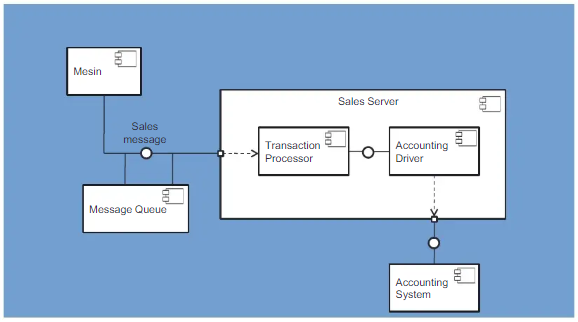 Mesin
Sales Server
Sales
message
Transaction
Processor
Accounting
Driver
Message Queue
Accounting
System